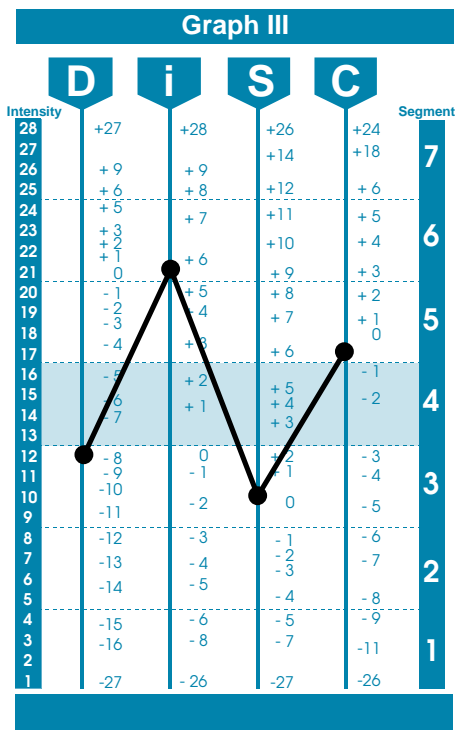 Graph III
D i S C
Intensity Segment
28 +27 +28 +26 +24
27 +14 +18 7
26 + 9 + 9
25 + 6 + 8 +12 + 6
24 + 5 + 7 +11 + 5
23 + 3 6
+ 2 +10 + 4
22 + 1 + 6
21 0 + 9 + 3
20 - 1 + 5 + 8 + 2
19 - 2 + 4 + 7 + 1 5
18 - 3 0
17 - 4 + 3 + 6
16 - 5 + 2 - 1
15 - 6 + 1 + 5 - 2 4
14 - 7 + 4
13 + 3
12 - 8 0 + 2 - 3
11 - 9 - 1 + 1 - 4 3
10 -10 - 2 0 - 5
9 -11
8 -12 - 3 - 1 - 6
7 -13 - 4 - 2 - 7 2
6 -14 - 5 - 3
5 - 4 - 8
4 -15 - 6 - 5 - 9
3 -16 - 8 - 7 -11 1
2
1 -27 - 26 -27 -26